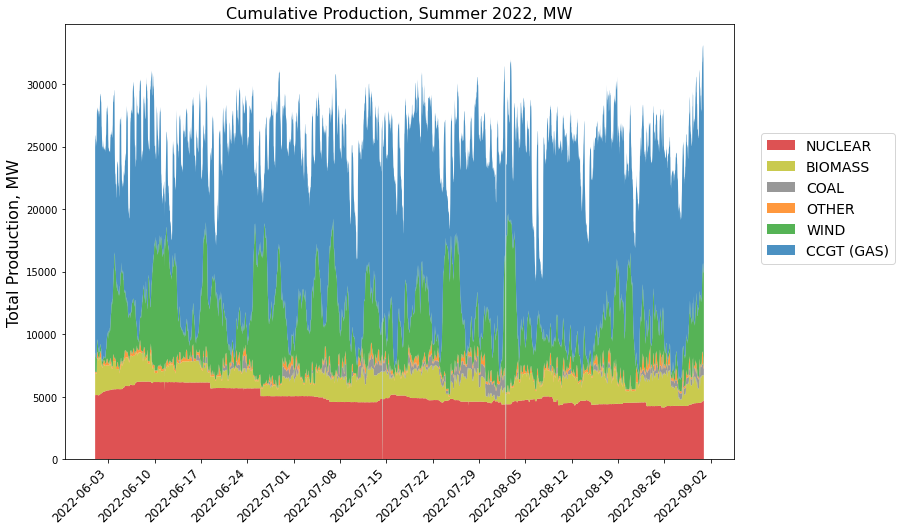 Cumulative Production, Summer 2022, MW
Total Production, MW
30000
25000
20000
15000
10000
5000
0
2022-06-03
2022-06-10
2022-06-17
2022-06-24
2022-07-01
2022-07-08
2022-07-15
2022-07-22
2022-07-29
2022-08-05
2022-08-12
2022-08-19
2022-08-26
2022-09-02
NUCLEAR
BIOMASS
COAL
OTHER
WIND
CCGT (GAS)